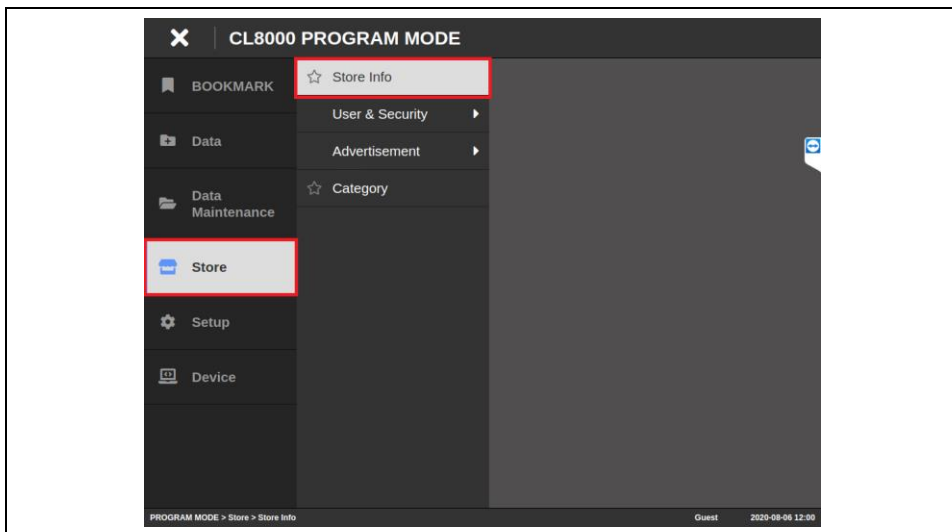 CL8000 PROGRAM MODE
BOOKMARK
Data
Data
Maintenance
Store
Setup
Device
Store Info
User & Security
Advertisement
Category
PROGRAM MODE > Store > Store Info
Guest
2020-08-06 12:00